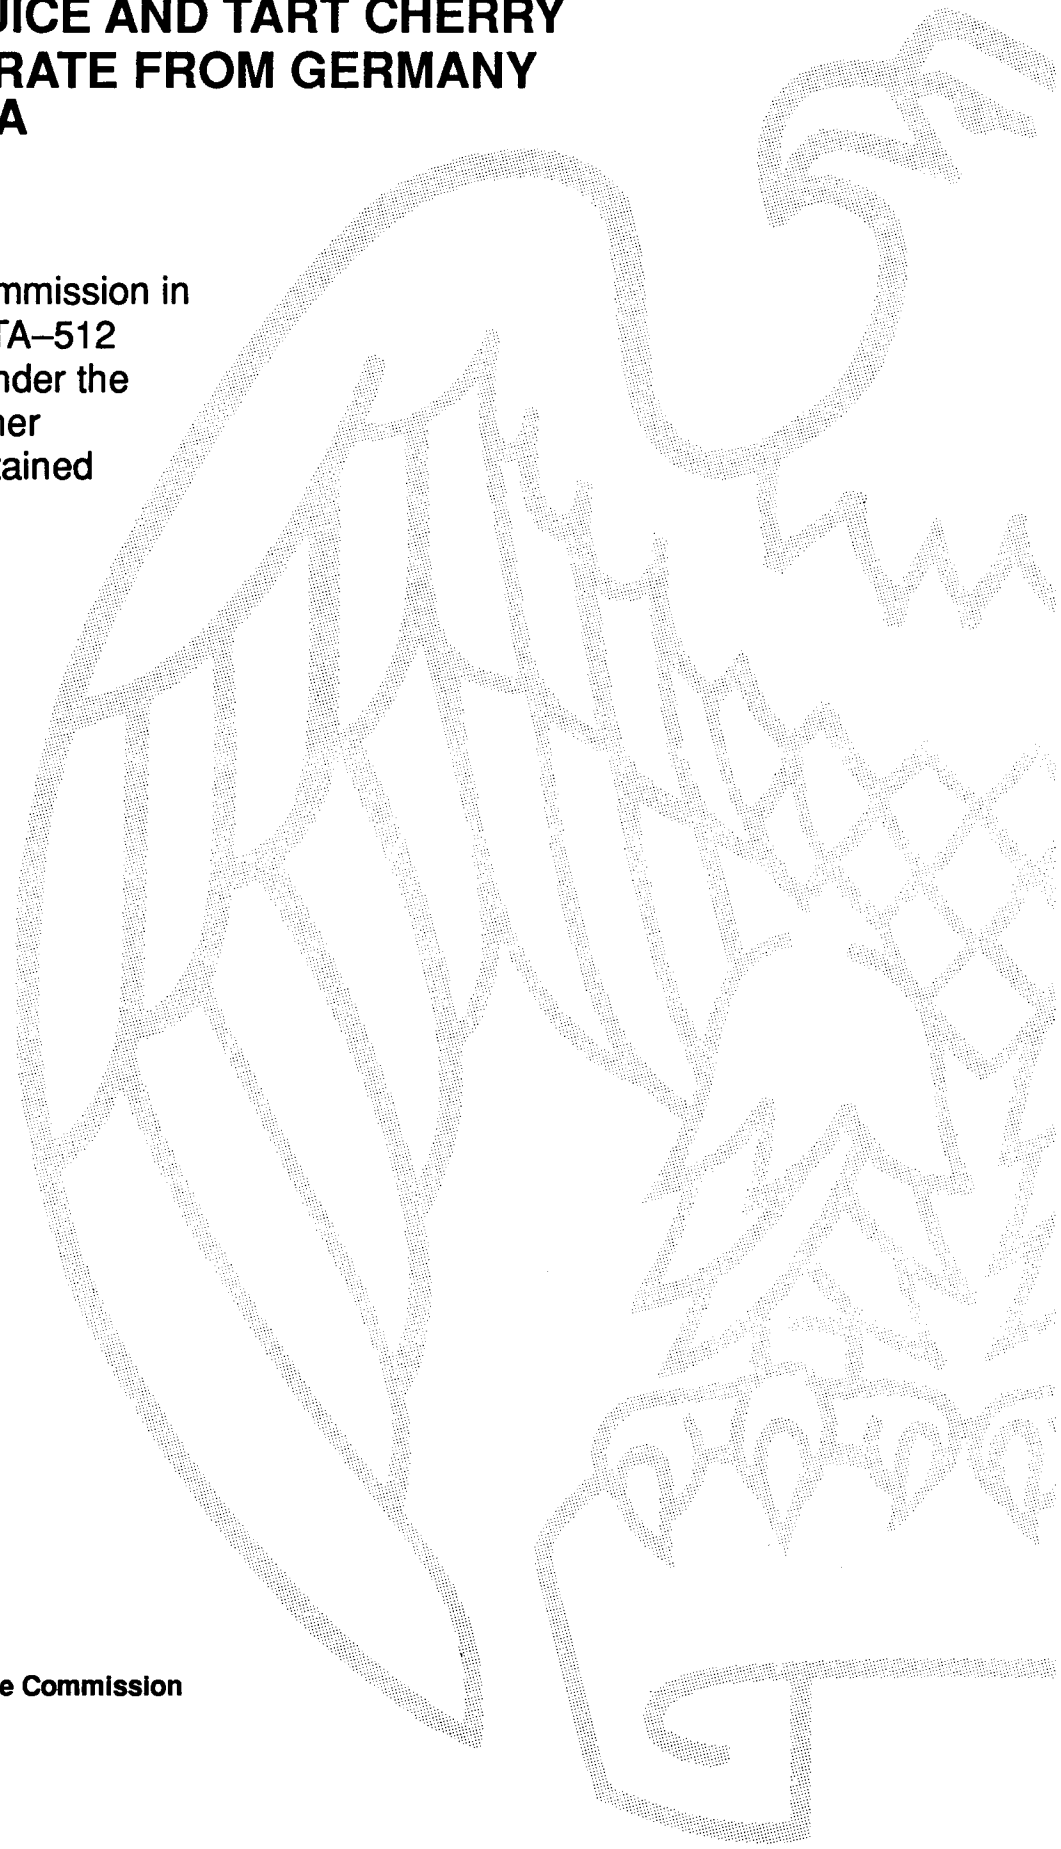 UICE AND TART CHERRY
RATE FROM GERMANY
A
mmission in
TA–512
nder the
her
tained
e Commission